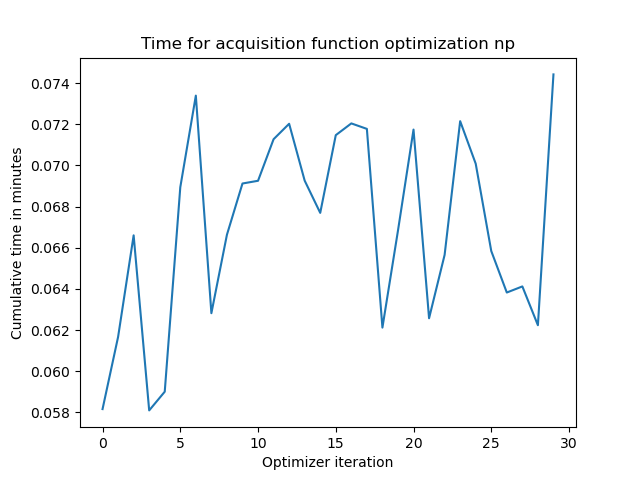 Time for acquisition function optimization np
Cumulative time in minutes
0.074
0.072
0.070
0.068
0.066
0.064
0.062
0.060
0.058
0 5 10 15 20 25 30
Optimizer iteration